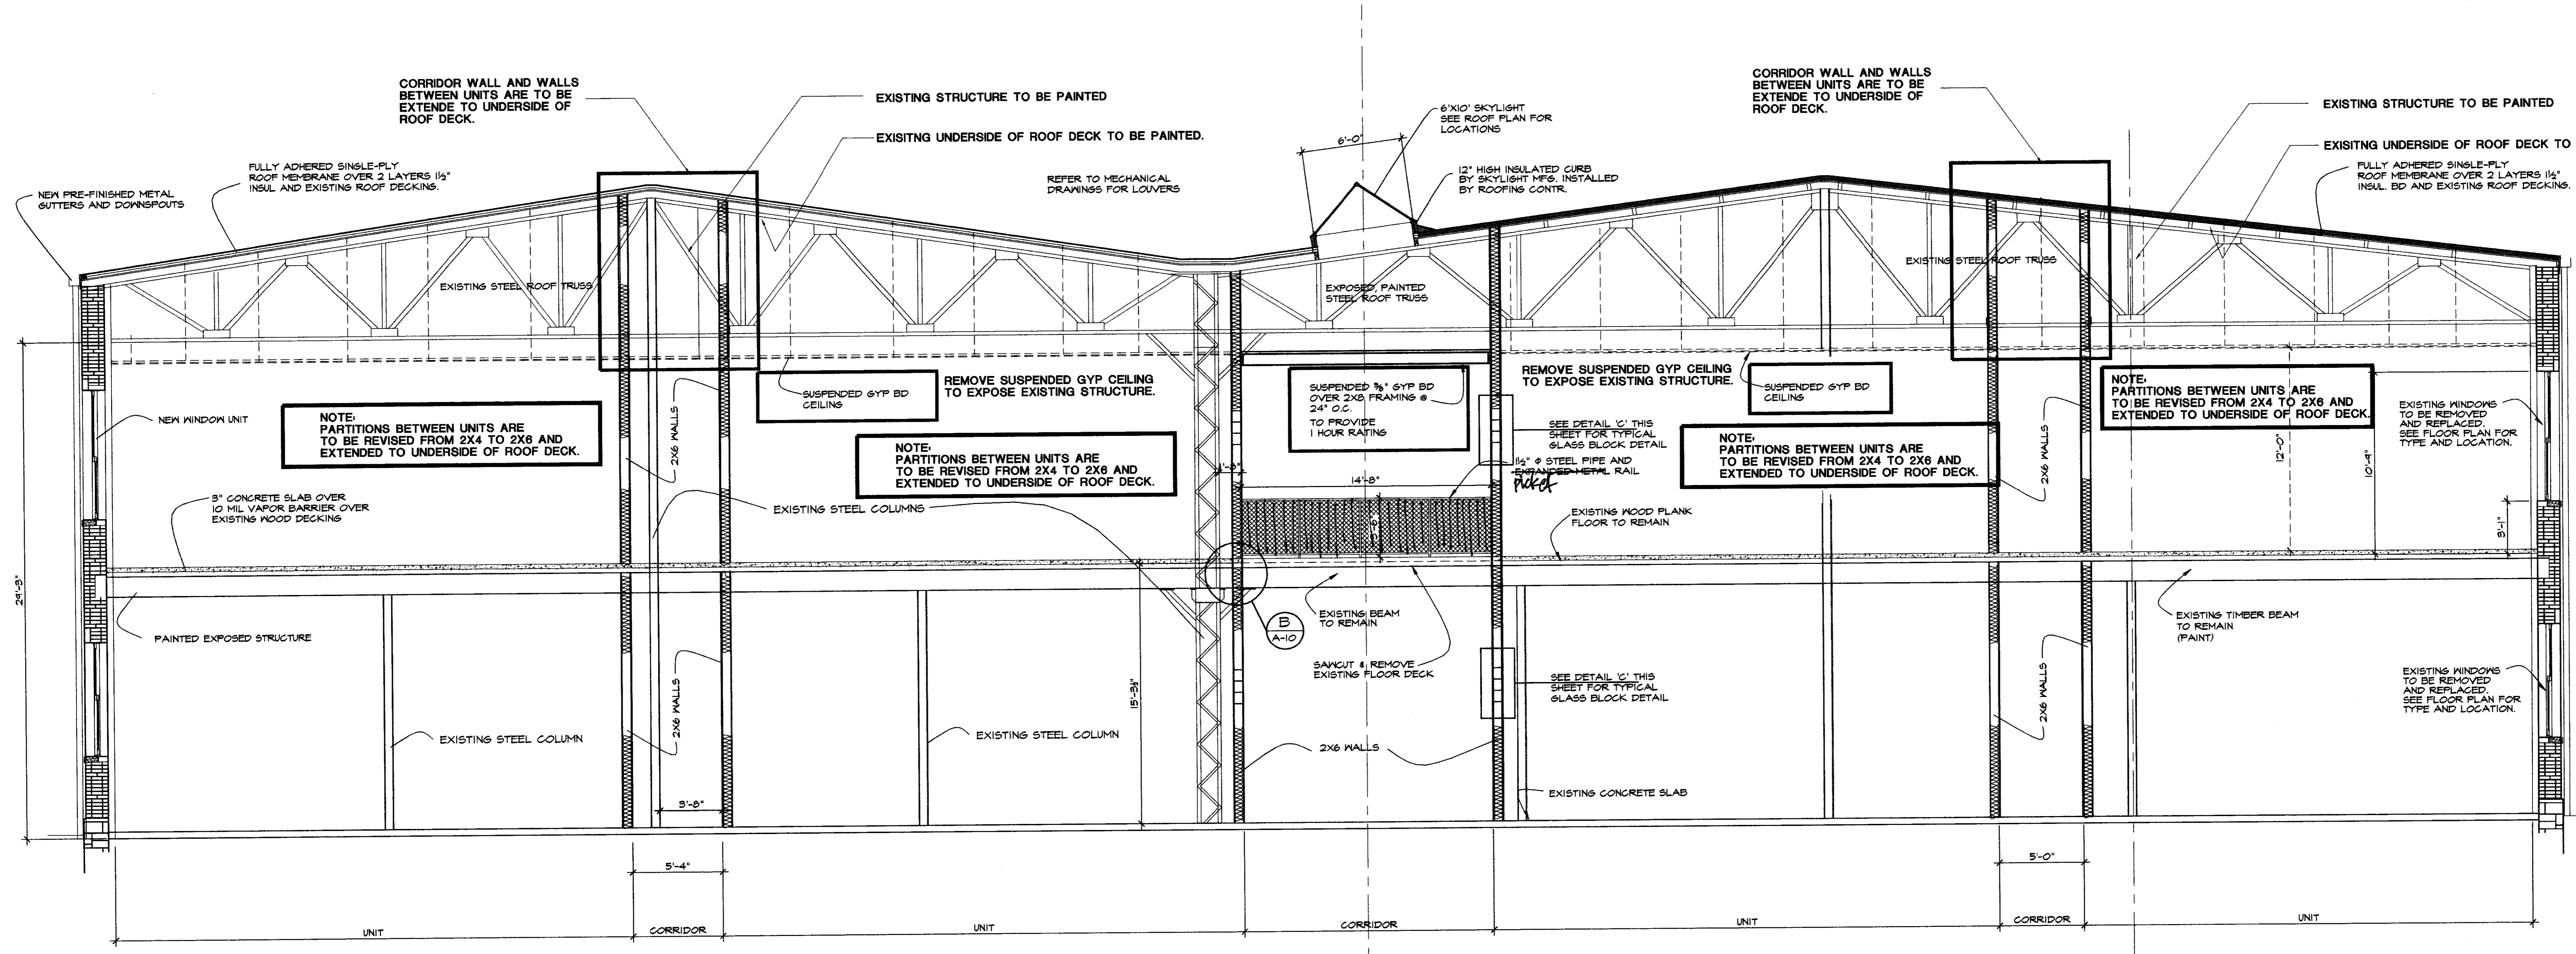 CORRIDOR WALL AND WALLS
BETWEEN UNITS ARE TO BE
EXTENDE TO UNDERSIDE OF
ROOF DECK.
EXISTING STRUCTURE TO BE PAINTED
EXISITNG UNDERSIDE OF ROOF DECK TO BE PAINTED.
6'X10' SKYLIGHT
SEE ROOF PLAN FOR
LOCATIONS
6'-0"
CORRIDOR WALL AND WALLS
BETWEEN UNITS ARE TO BE
EXTENDE TO UNDERSIDE OF
ROOF DECK.
EXISTING STRUCTURE TO BE PAINTED
EXISITNG UNDERSIDE OF ROOF DECK TO
NEW PRE-FINISHED METAL
GUTTERS AND DOWNSPOUTS
FULLY ADHERED SINGLE-PLY
ROOF MEMBRANE OVER 2 LAYERS 1½"
INSUL AND EXISTING ROOF DECKING.
REFER TO MECHANICAL
DRAWINGS FOR LOUVERS
12" HIGH INSULATED CURB
BY SKYLIGHT MFG. INSTALLED
BY ROOFING CONTR.
FULLY ADHERED SINGLE-PLY
ROOF MEMBRANE OVER 2 LAYERS 1½"
INSUL. BD AND EXISTING ROOF DECKING.
EXISTING STEEL ROOF TRUSS
EXPOSED, PAINTED
STEEL ROOF TRUSS
EXISTING STEEL ROOF TRUSS
29'-3"
NEW WINDOW UNIT
NOTE:
PARTITIONS BETWEEN UNITS ARE
TO BE REVISED FROM 2X4 TO 2X6 AND
EXTENDED TO UNDERSIDE OF ROOF DECK.
2X6 WALLS
SUSPENDED GYP BD
CEILING
REMOVE SUSPENDED GYP CEILING
TO EXPOSE EXISTING STRUCTURE.
NOTE:
PARTITIONS BETWEEN UNITS ARE
TO BE REVISED FROM 2X4 TO 2X6 AND
EXTENDED TO UNDERSIDE OF ROOF DECK.
1'-8"
SUSPENDED ⅝" GYP BD
OVER 2X8 FRAMING @
24" O.C.
TO PROVIDE
1 HOUR RATING
14'-8"
3'-6"
REMOVE SUSPENDED GYP CEILING
TO EXPOSE EXISTING STRUCTURE.
SUSPENDED GYP BD
CEILING
SEE DETAIL 'C' THIS
SHEET FOR TYPICAL
GLASS BLOCK DETAIL
1½" Φ STEEL PIPE AND
EXPANDED METAL RAIL
picket
NOTE:
PARTITIONS BETWEEN UNITS ARE
TO BE REVISED FROM 2X4 TO 2X6 AND
EXTENDED TO UNDERSIDE OF ROOF DECK.
2X6 WALLS
NOTE:
PARTITIONS BETWEEN UNITS ARE
TO BE REVISED FROM 2X4 TO 2X6 AND
EXTENDED TO UNDERSIDE OF ROOF DECK.
12'-0"
10'-9"
3'-1"
EXISTING WINDOWS
TO BE REMOVED
AND REPLACED.
SEE FLOOR PLAN FOR
TYPE AND LOCATION.
3" CONCRETE SLAB OVER
10 MIL VAPOR BARRIER OVER
EXISTING WOOD DECKING
EXISTING STEEL COLUMNS
EXISTING WOOD PLANK
FLOOR TO REMAIN
PAINTED EXPOSED STRUCTURE
B
A-10
EXISTING BEAM
TO REMAIN
SAWCUT & REMOVE
EXISTING FLOOR DECK
EXISTING TIMBER BEAM
TO REMAIN
(PAINT)
2X6 WALLS
15'-3½"
SEE DETAIL 'C' THIS
SHEET FOR TYPICAL
GLASS BLOCK DETAIL
2X6 WALLS
EXISTING WINDOWS
TO BE REMOVED
AND REPLACED.
SEE FLOOR PLAN FOR
TYPE AND LOCATION.
EXISTING STEEL COLUMN
EXISTING STEEL COLUMN
2X6 WALLS
EXISTING CONCRETE SLAB
3'-8"
5'-4"
5'-0"
UNIT
CORRIDOR
UNIT
CORRIDOR
UNIT
CORRIDOR
UNIT